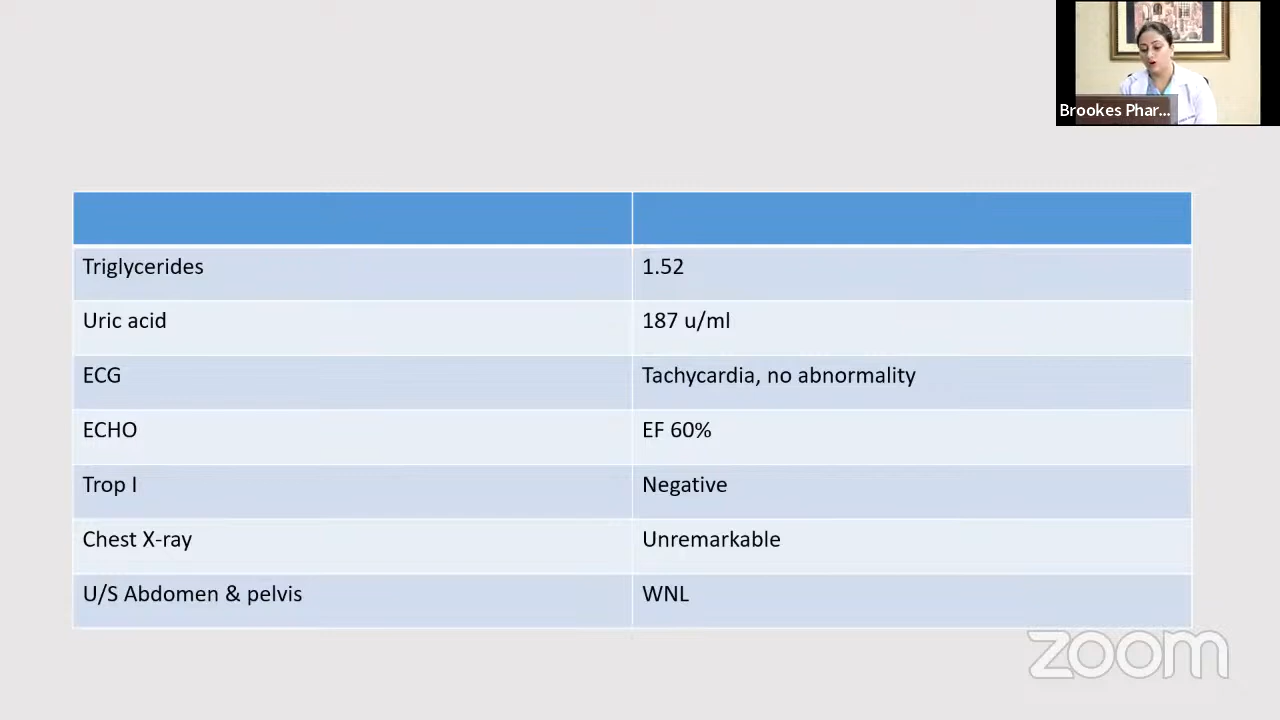 Brookes Phar...
Triglycerides 1.52
Uric acid 187 u/ml
ECG Tachycardia, no abnormality
ECHO EF 60%
Trop I Negative
Chest X-ray Unremarkable
U/S Abdomen & pelvis WNL
zoom